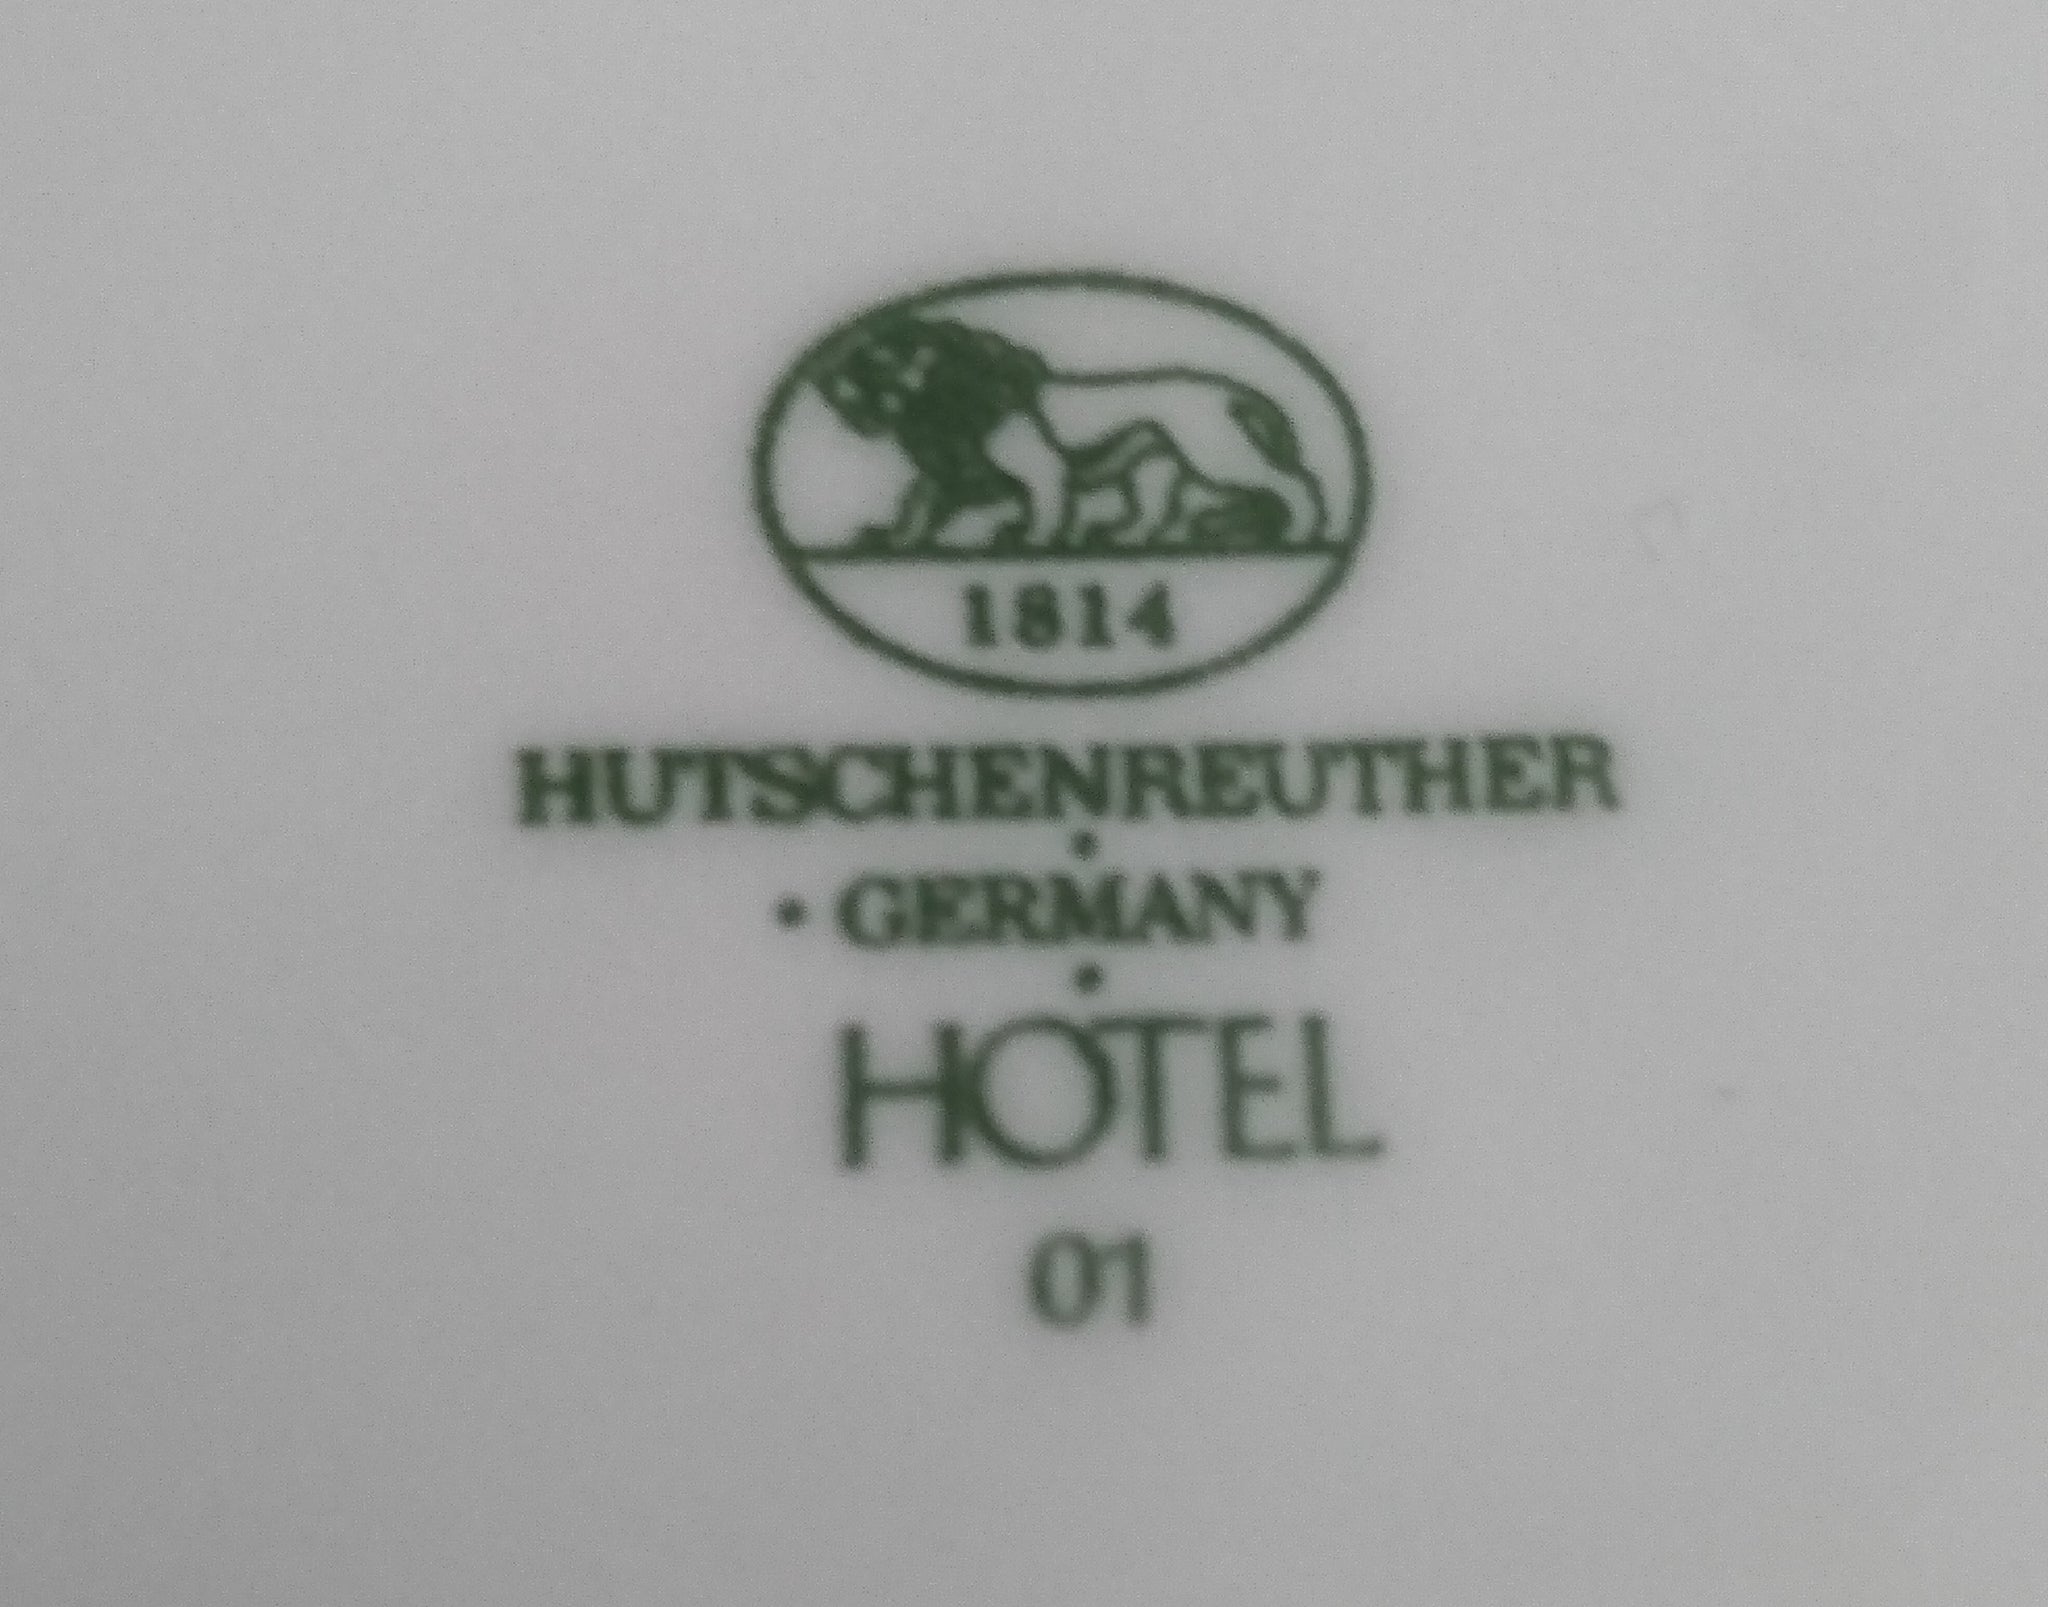 1814
HUTSCHENREUTHER
• GERMANY
HOTEL
01